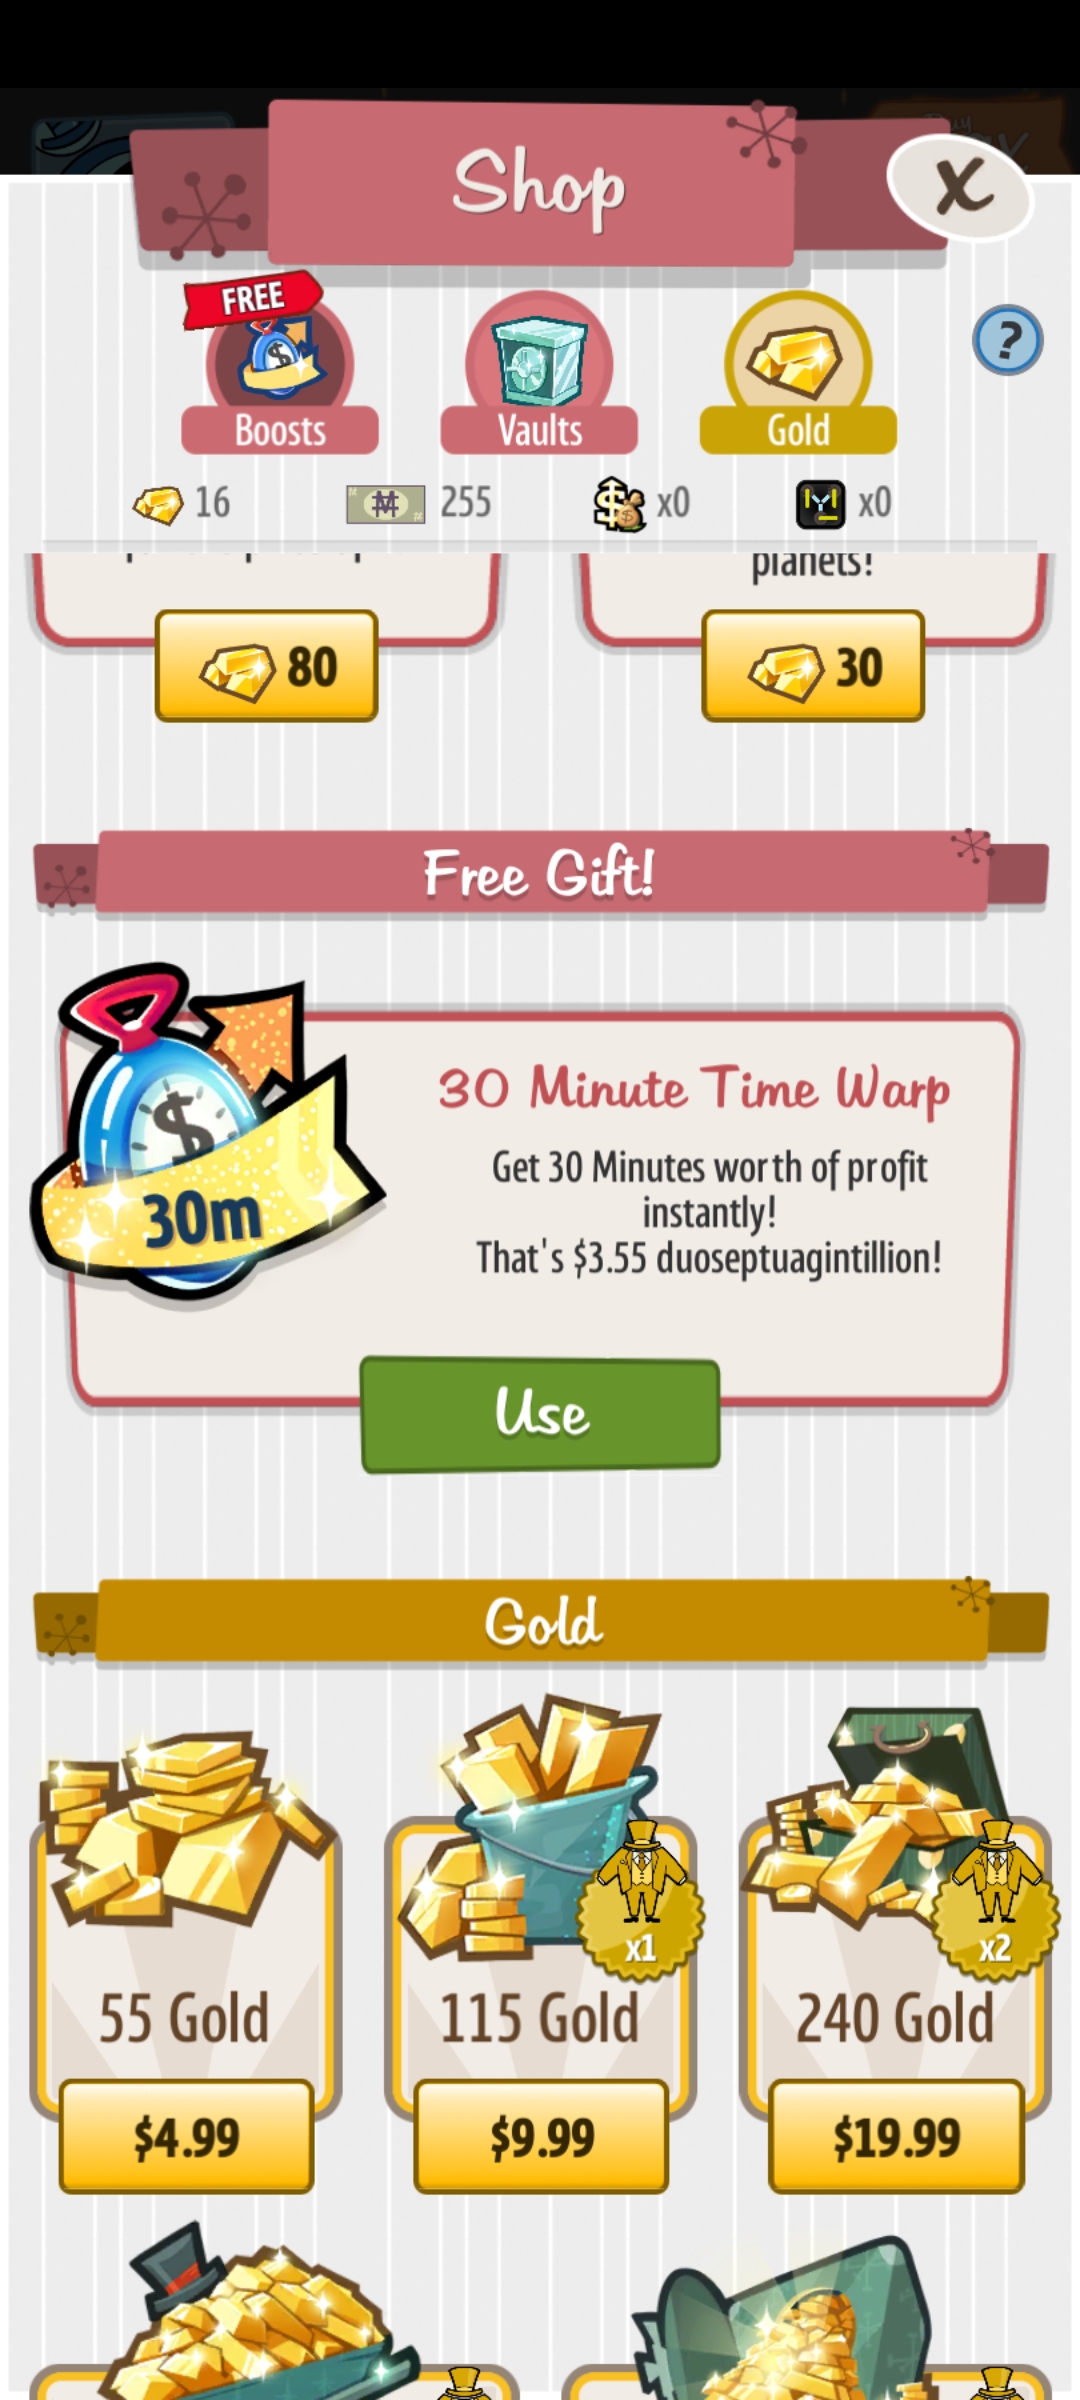 Shop
X
FREE
Boosts
Vaults
Gold
?
16
255
x0
x0
planets!
80
30
Free Gift!
30m
30 Minute Time Warp
Get 30 Minutes worth of profit
instantly!
That's $3.55 duoseptuagintillion!
Use
Gold
x1
x2
55 Gold
115 Gold
240 Gold
$4.99
$9.99
$19.99